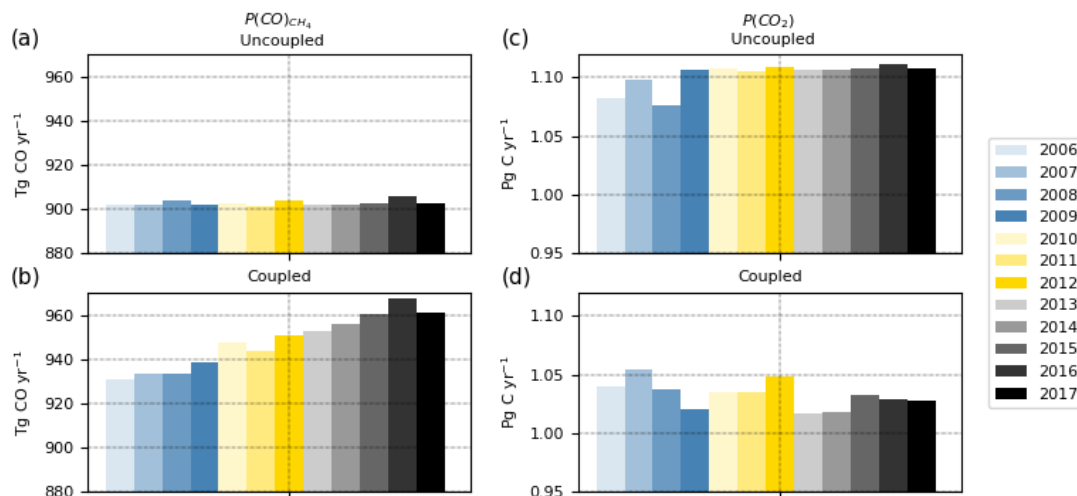 (a)
P(CO)CH₄
Uncoupled
960
940
920
900
880
Tg CO yr⁻¹
(c)
P(CO₂)
Uncoupled
1.10
1.05
1.00
0.95
Pg C yr⁻¹
(b)
Coupled
960
940
920
900
880
Tg CO yr⁻¹
(d)
Coupled
1.10
1.05
1.00
0.95
Pg C yr⁻¹
2006
2007
2008
2009
2010
2011
2012
2013
2014
2015
2016
2017